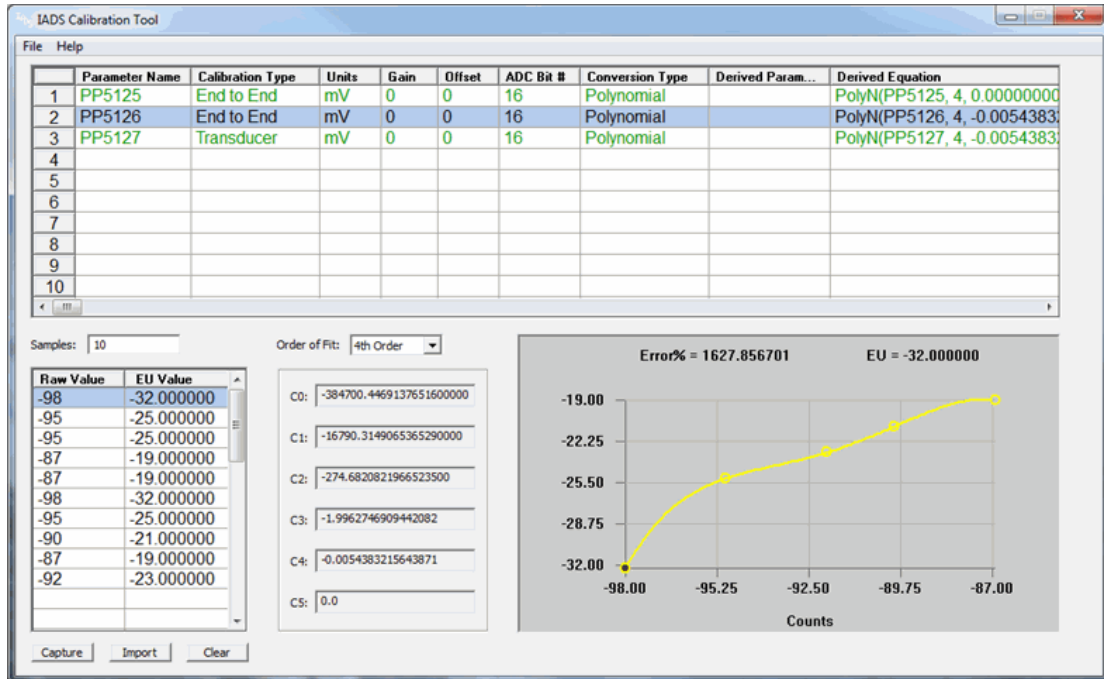 IADS Calibration Tool
File Help
Parameter Name Calibration Type Units Gain Offset ADC Bit # Conversion Type Derived Param... Derived Equation
1 PP5125 End to End mV 0 0 16 Polynomial PolyN(PP5125, 4, 0.00000000
2 PP5126 End to End mV 0 0 16 Polynomial PolyN(PP5126, 4, -0.0054383
3 PP5127 Transducer mV 0 0 16 Polynomial PolyN(PP5127, 4, -0.0054383
4
5
6
7
8
9
10
Samples: 10 Order of Fit: 4th Order
Raw Value EU Value
-98 -32.000000
-95 -25.000000
-95 -25.000000
-87 -19.000000
-87 -19.000000
-98 -32.000000
-95 -25.000000
-90 -21.000000
-87 -19.000000
-92 -23.000000
C0: -384700.4469137651600000
C1: -16790.3149065365290000
C2: -274.6820821966523500
C3: -1.9962746909442082
C4: -0.0054383215643871
C5: 0.0
Error% = 1627.856701 EU = -32.000000
-19.00
-22.25
-25.50
-28.75
-32.00
-98.00 -95.25 -92.50 -89.75 -87.00
Counts
Capture Import Clear